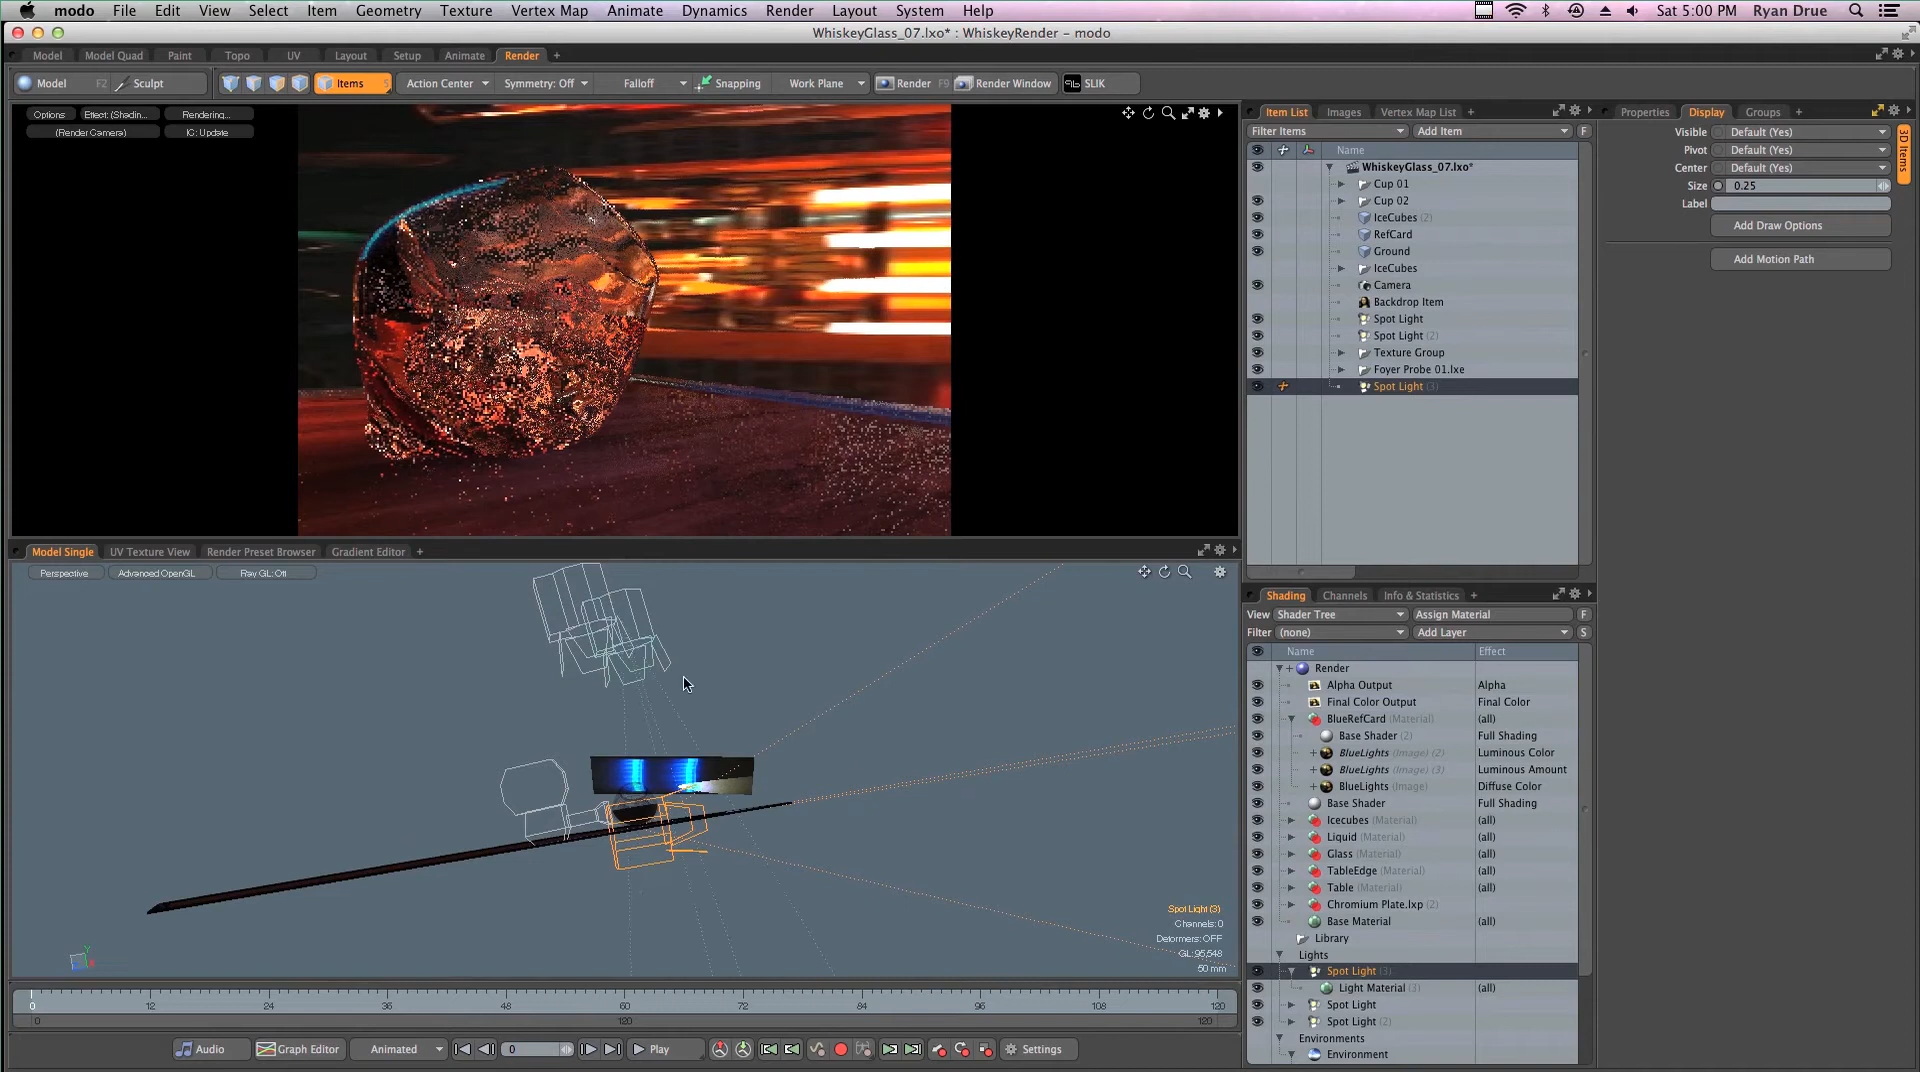 modo File Edit View Select Item Geometry Texture Vertex Map Animate Dynamics Render Layout System Help Sat 5:00 PM Ryan Drue
WhiskeyGlass_07.lxo* : WhiskeyRender - modo
Model Model Quad Paint Topo UV Layout Setup Animate Render +
Model F2 Sculpt Items 5 Action Center Symmetry: Off Falloff Snapping Work Plane Render F9 Render Window SLIK
Options Effect: (Shadin... Rendering...
(Render Camera) IC: Update
Item List Images Vertex Map List +
Filter Items Add Item F
Name
WhiskeyGlass_07.lxo*
Cup 01
Cup 02
IceCubes (2)
RefCard
Ground
IceCubes
Camera
Backdrop Item
Spot Light
Spot Light (2)
Texture Group
Foyer Probe 01.lxe
Spot Light (3)
Properties Display Groups +
Visible Default (Yes)
Pivot Default (Yes)
Center Default (Yes)
Size 0.25
Label
Add Draw Options
Add Motion Path
3D Items
Model Single UV Texture View Render Preset Browser Gradient Editor +
Perspective Advanced OpenGL Ray GL: Off
Spot Light (3)
Channels: 0
Deformers: OFF
GL: 95,548
50 mm
Y
Shading Channels Info & Statistics +
View Shader Tree Assign Material F
Filter (none) Add Layer S
Name Effect
Render
Alpha Output Alpha
Final Color Output Final Color
BlueRefCard (Material) (all)
Base Shader (2) Full Shading
BlueLights (Image) (2) Luminous Color
BlueLights (Image) (3) Luminous Amount
BlueLights (Image) Diffuse Color
Base Shader Full Shading
Icecubes (Material) (all)
Liquid (Material) (all)
Glass (Material) (all)
TableEdge (Material) (all)
Table (Material) (all)
Chromium Plate.lxp (2) (all)
Base Material (all)
Library
Lights
Spot Light (3)
Light Material (3) (all)
Spot Light
Spot Light (2)
Environments
Environment
0 12 24 36 48 60 72 84 96 108 120
0 120 120
Audio Graph Editor Animated 0 Play Settings